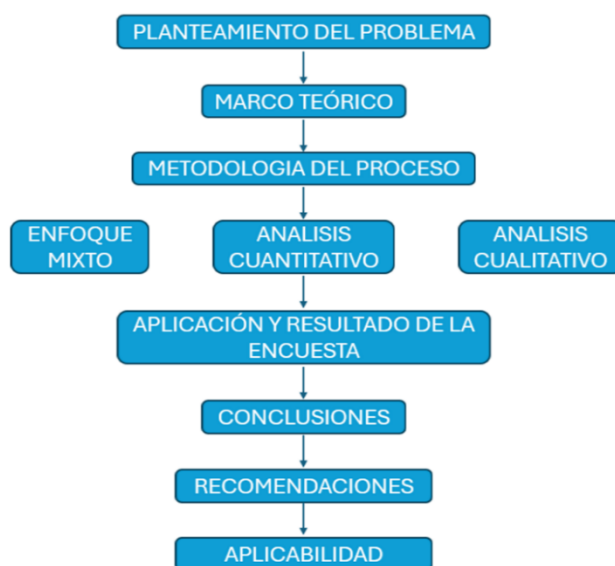 PLANTEAMIENTO DEL PROBLEMA
MARCO TEÓRICO
METODOLOGIA DEL PROCESO
ENFOQUE
MIXTO
ANALISIS
CUANTITATIVO
ANALISIS
CUALITATIVO
APLICACIÓN Y RESULTADO DE LA
ENCUESTA
CONCLUSIONES
RECOMENDACIONES
APLICABILIDAD